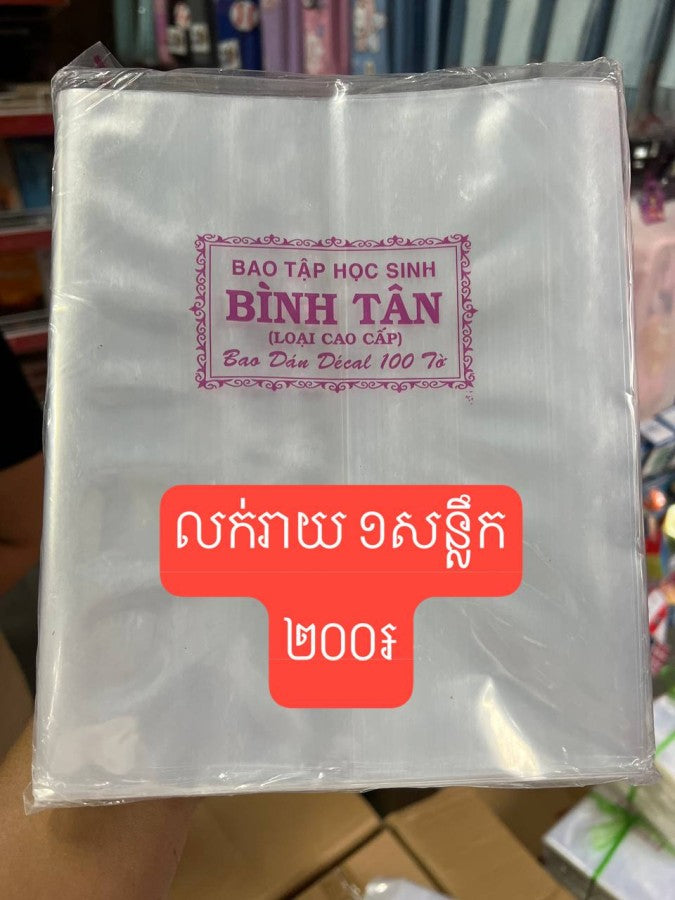 BAO TẬP HỌC SINH
BÌNH TÂN
(LOẠI CAO CẤP)
Bao Dán Décal 100 Tờ
លក់រាយ ១សន្លឹក
២០០៛